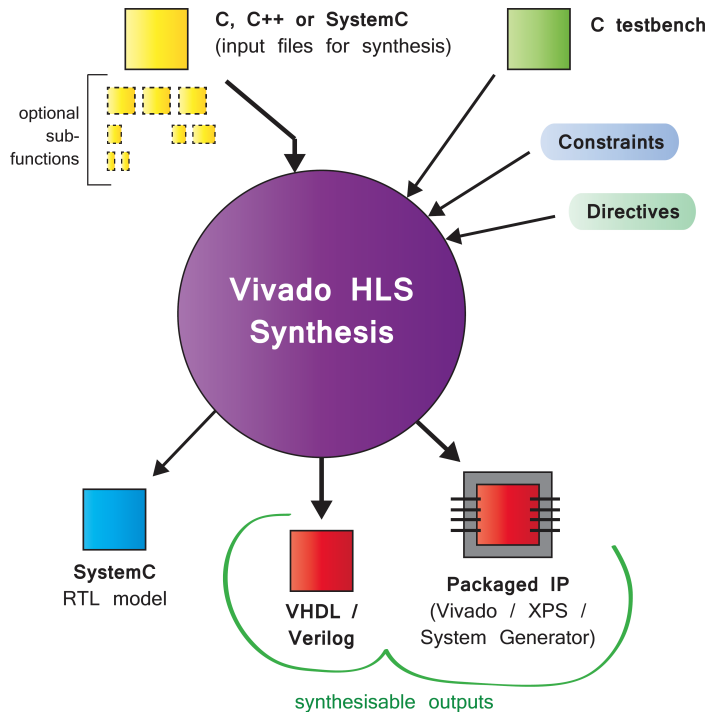 C, C++ or SystemC
(input files for synthesis)
C testbench
optional
sub-
functions
Constraints
Directives
Vivado HLS
Synthesis
SystemC
RTL model
VHDL /
Verilog
Packaged IP
(Vivado / XPS /
System Generator)
synthesisable outputs